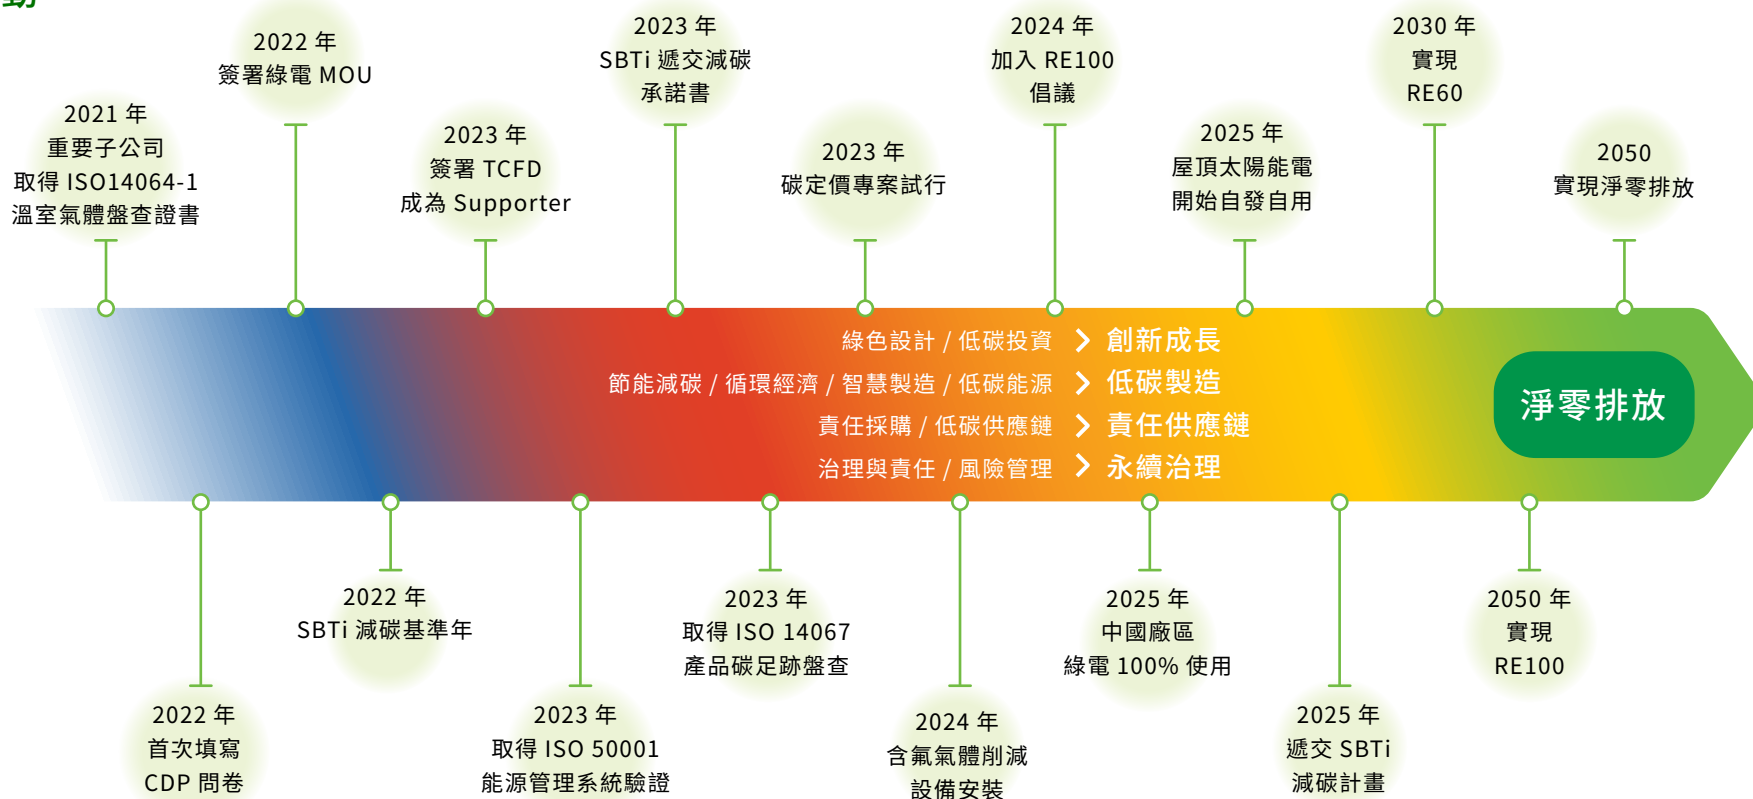 動
2021 年
重要子公司
取得 ISO14064-1
溫室氣體盤查證書
2022 年
簽署綠電 MOU
2023 年
簽署 TCFD
成為 Supporter
2023 年
SBTi 遞交減碳
承諾書
2023 年
碳定價專案試行
2024 年
加入 RE100
倡議
2025 年
屋頂太陽能電
開始自發自用
2030 年
實現
RE60
2050
實現淨零排放
綠色設計 / 低碳投資 > 創新成長
節能減碳 / 循環經濟 / 智慧製造 / 低碳能源 > 低碳製造
責任採購 / 低碳供應鏈 > 責任供應鏈
治理與責任 / 風險管理 > 永續治理
淨零排放
2022 年
首次填寫
CDP 問卷
2022 年
SBTi 減碳基準年
2023 年
取得 ISO 50001
能源管理系統驗證
2023 年
取得 ISO 14067
產品碳足跡盤查
2024 年
含氟氣體削減
設備安裝
2025 年
中國廠區
綠電 100% 使用
2025 年
遞交 SBTi
減碳計畫
2050 年
實現
RE100